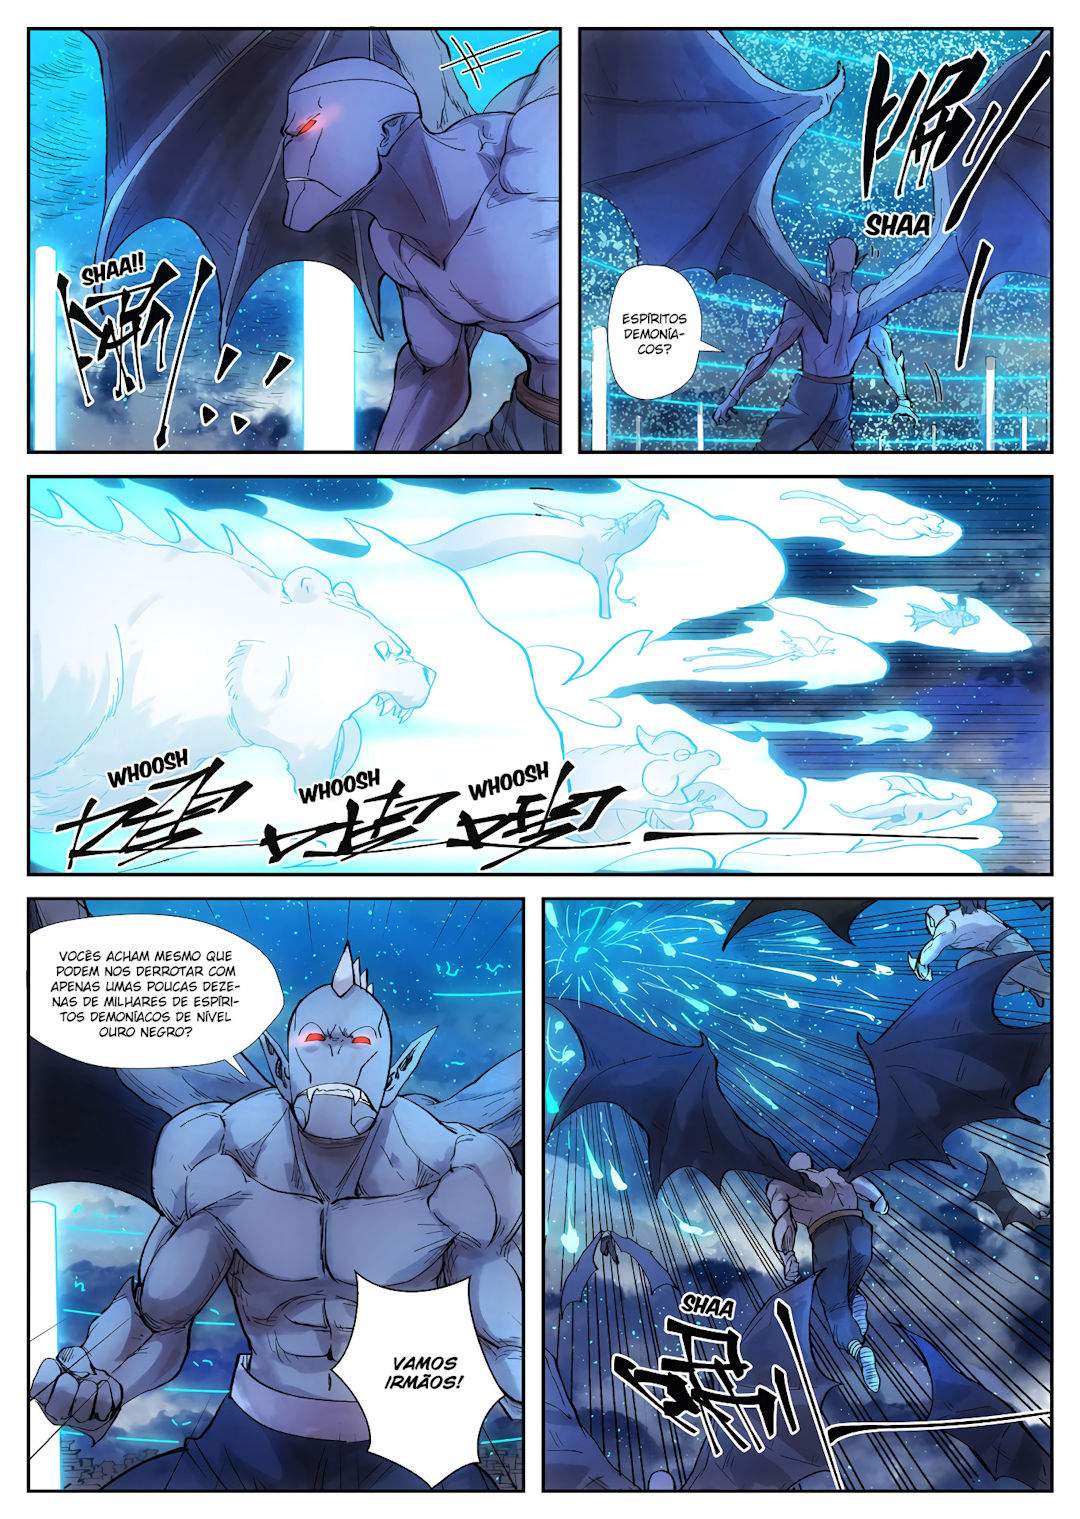 SHAA!!
SHAA
ESPÍRITOS
DEMONÍA-
COS?
WHOOSH
WHOOSH
WHOOSH
VOCÊS ACHAM MESMO QUE
PODEM NOS DERROTAR COM
APENAS UMAS POUCAS DEZE-
NAS DE MILHARES DE ESPÍRI-
TOS DEMONÍACOS DE NÍVEL
OURO NEGRO?
VAMOS
IRMÃOS!
SHAA